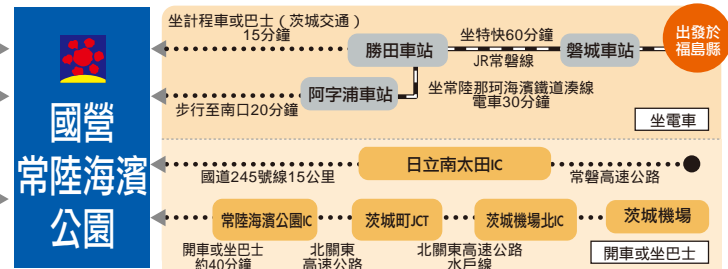 國營
常陸海濱
公園
坐計程車或巴士（茨城交通）
15分鐘
勝田車站
坐特快60分鐘
JR常磐線
磐城車站
出發於
福島縣
步行至南口20分鐘
阿字浦車站
坐常陸那珂海濱鐵道湊線
電車30分鐘
坐電車
國道245號線15公里
日立南太田IC
常磐高速公路
常陸海濱公園IC
茨城町JCT
茨城機場北IC
茨城機場
開車或坐巴士
約40分鐘
北關東
高速公路
北關東高速公路
水戶線
開車或坐巴士